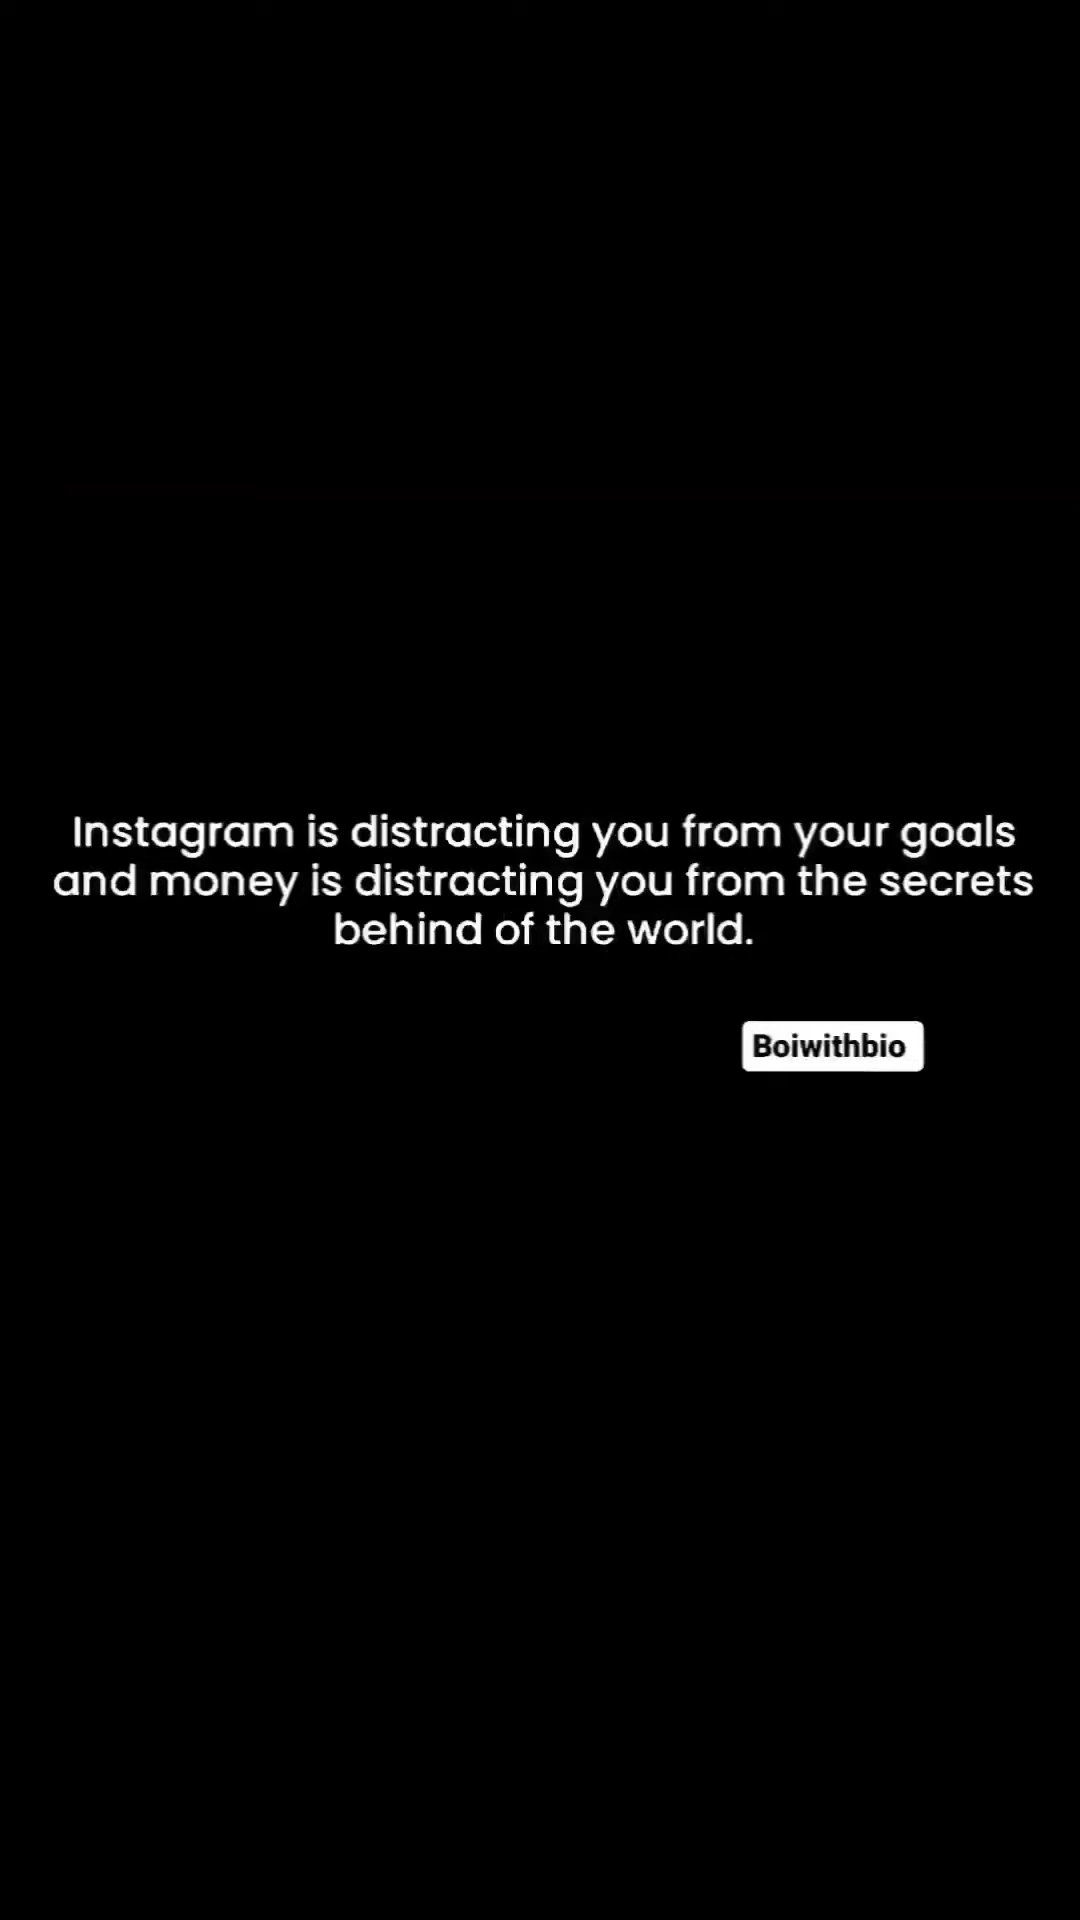 Instagram is distracting you from your goals
and money is distracting you from the secrets
behind of the world.
Boiwithbio